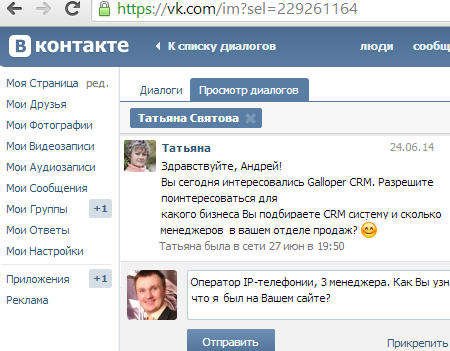 https://vk.com/im?sel=229261164
В контакте К списку диалогов люди сообщ
Моя Страница ред.
Мои Друзья
Мои Фотографии
Мои Видеозаписи
Мои Аудиозаписи
Мои Сообщения
Мои Группы +1
Мои Ответы
Мои Настройки
Приложения +1
Реклама
Диалоги Просмотр диалогов
Татьяна Святова
Татьяна 24.06.14
Здравствуйте, Андрей!
Вы сегодня интересовались Galloper CRM. Разрешите
поинтересоваться для
какого бизнеса Вы подбираете CRM систему и сколько
менеджеров в вашем отделе продаж? 😊
Татьяна была в сети 27 июн в 19:50
Оператор IP-телефонии, 3 менеджера. Как Вы узн
что я был на Вашем сайте?
Отправить Прикрепить